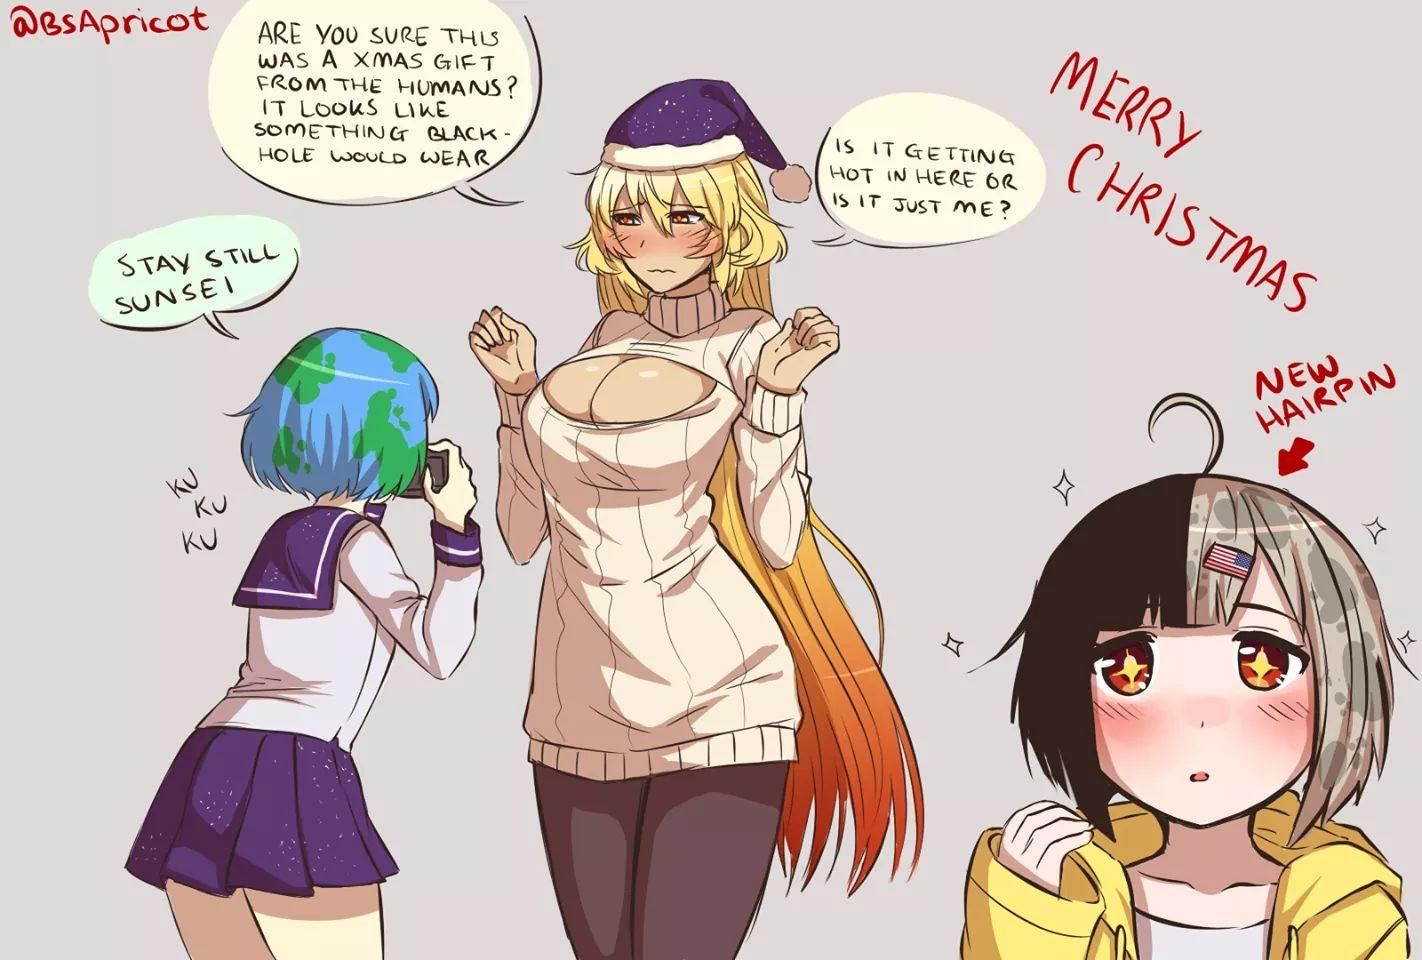 @BSApricot
ARE YOU SURE THIS
WAS A XMAS GIFT
FROM THE HUMANS?
IT LOOKS LIKE
SOMETHING BLACK-
HOLE WOULD WEAR
IS IT GETTING
HOT IN HERE OR
IS IT JUST ME?
MERRY
CHRISTMAS
STAY STILL
SUNSEI
KU
KU
KU
NEW
HAIRPIN